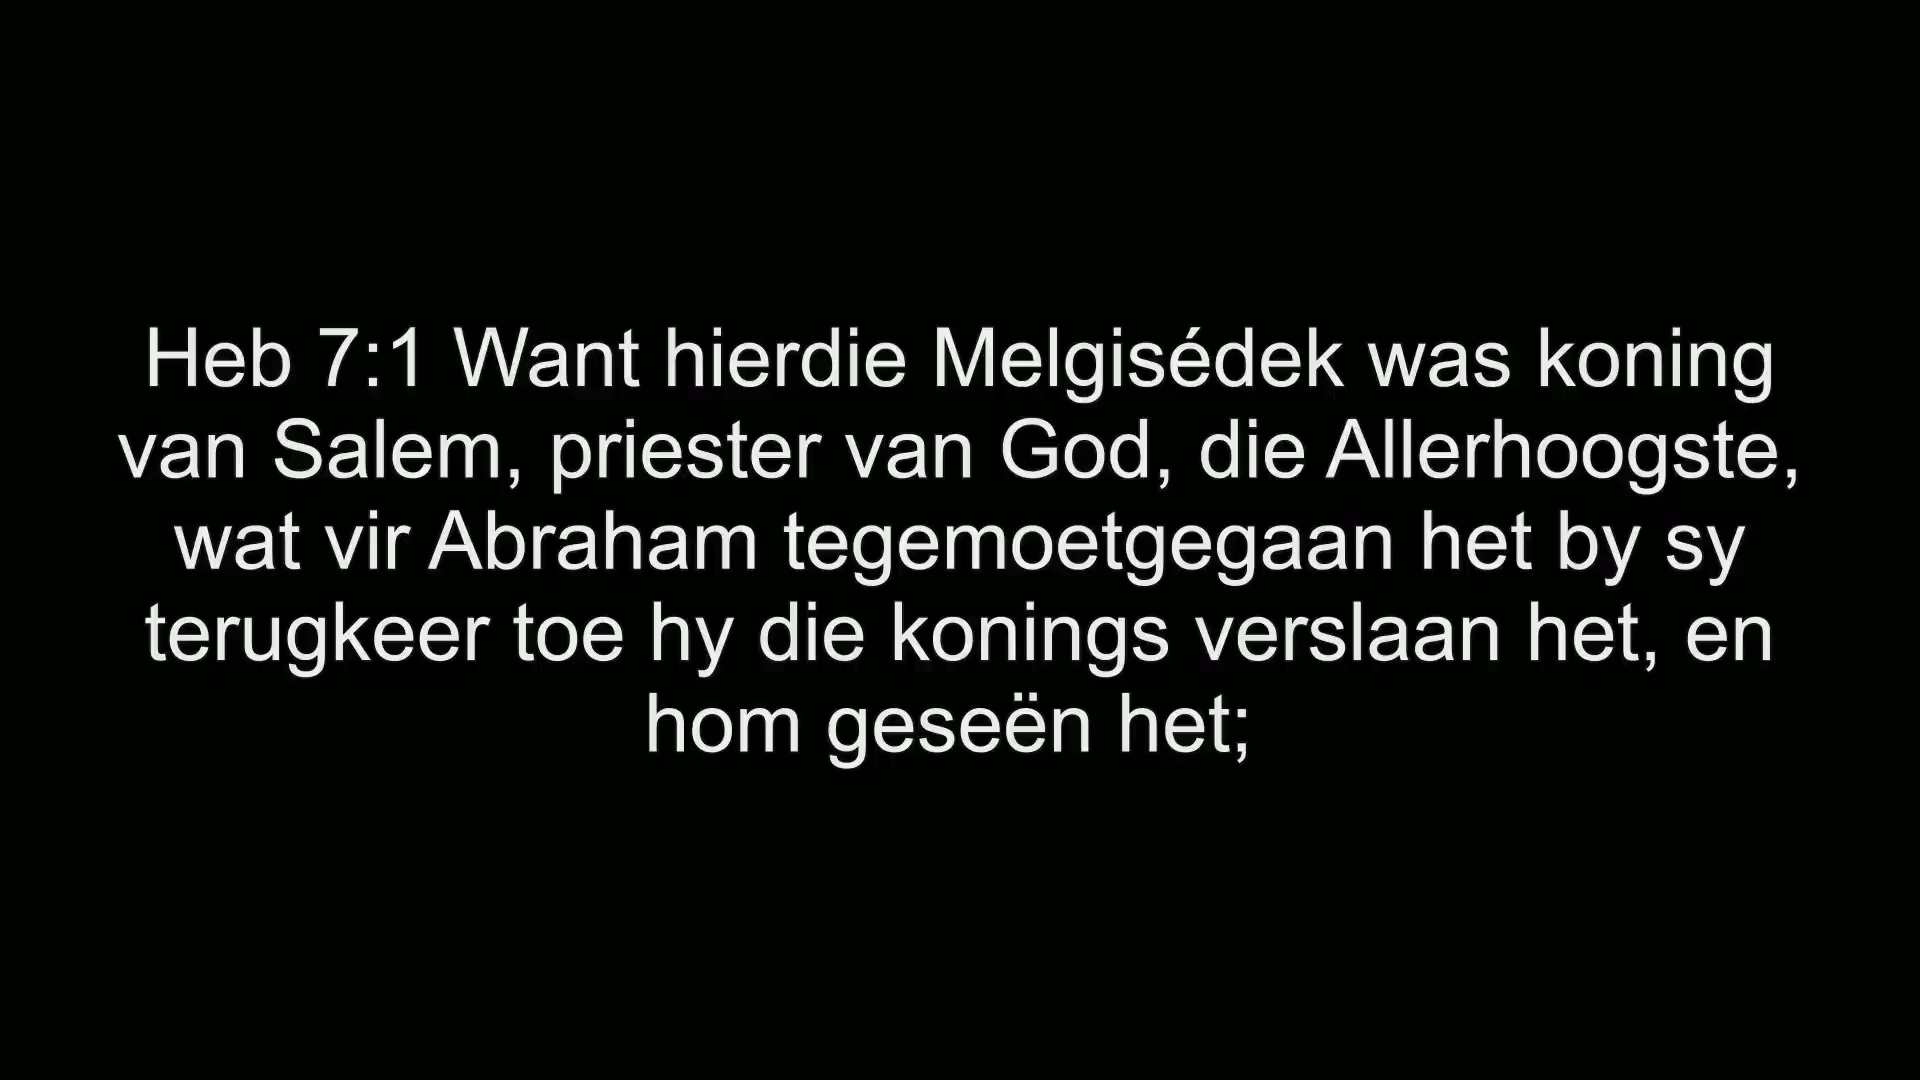 Heb 7:1 Want hierdie Melgisédek was koning
van Salem, priester van God, die Allerhoogste,
wat vir Abraham tegemoetgegaan het by sy
terugkeer toe hy die konings verslaan het, en
hom geseën het;